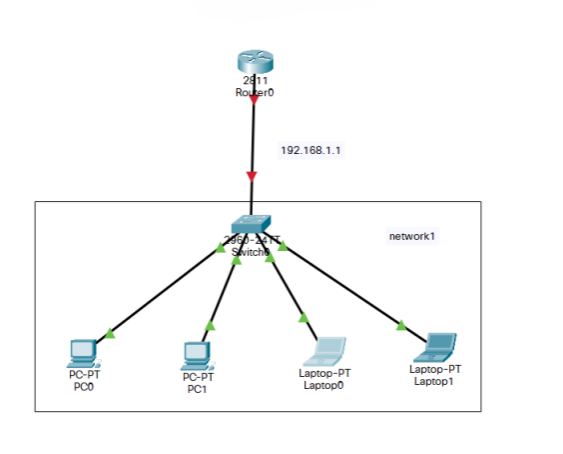 2811
Router0
192.168.1.1
network1
2960-24TT
Switch0
PC-PT
PC0
PC-PT
PC1
Laptop-PT
Laptop0
Laptop-PT
Laptop1